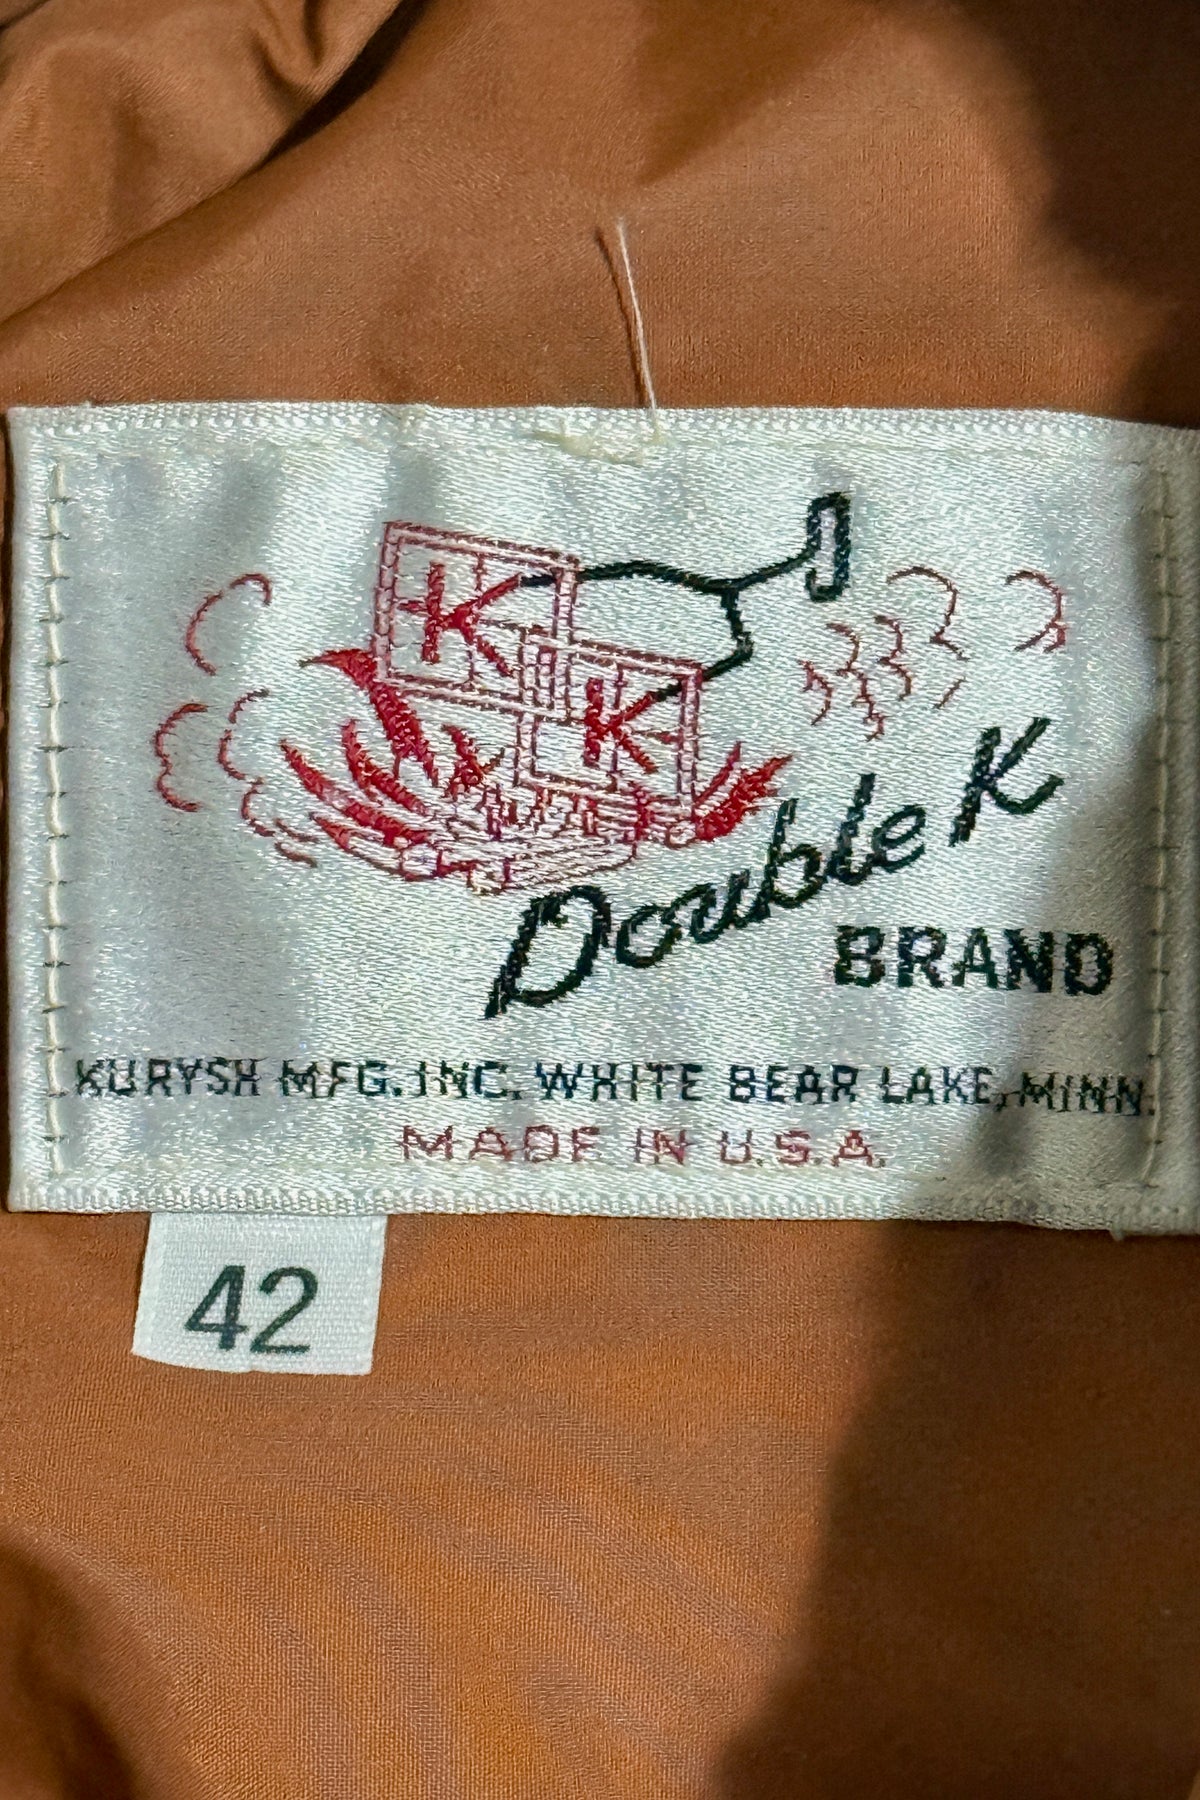 K
K
Double K
BRAND
KURYSH MFG. INC. WHITE BEAR LAKE, MINN.
MADE IN U.S.A.
42